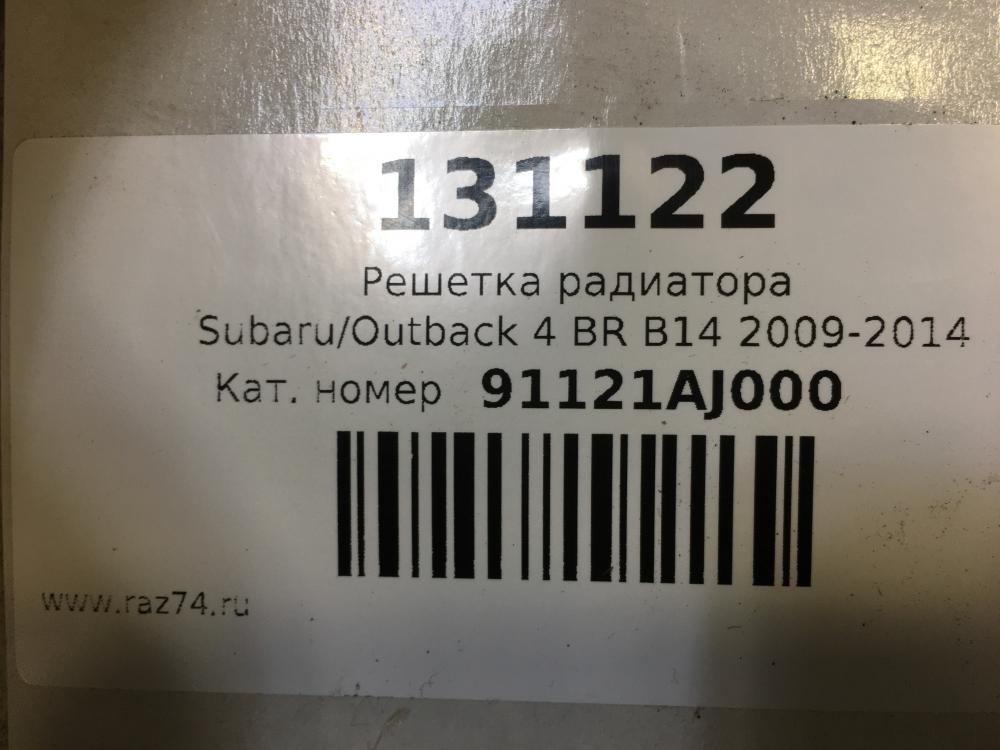 131122
Решетка радиатора
Subaru/Outback 4 BR B14 2009-2014
Кат. номер 91121AJ000
www.raz74.ru